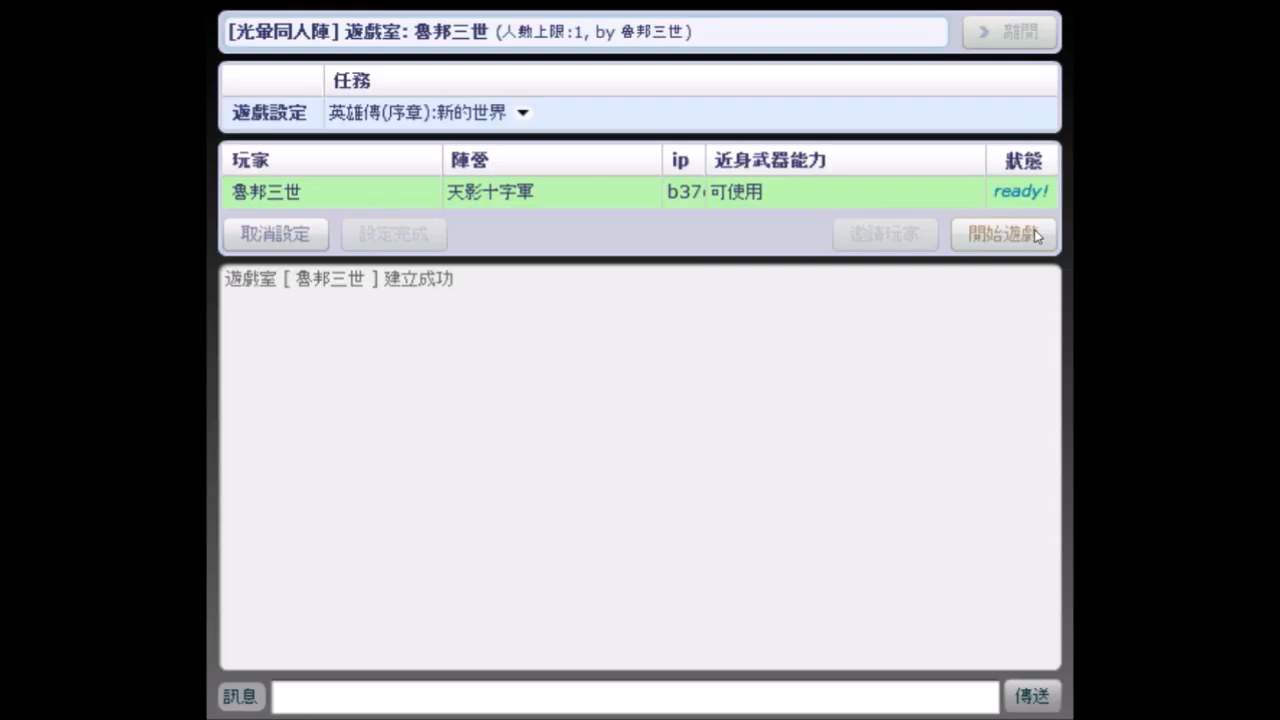 [光暈同人陣] 遊戲室: 魯邦三世 (人數上限:1, by 魯邦三世)
離開
任務
遊戲設定 英雄傳(序章):新的世界
玩家 陣營 ip 近身武器能力 狀態
魯邦三世 天影十字軍 b37 可使用 ready!
取消設定 設定完成 邀請玩家 開始遊戲
遊戲室 [ 魯邦三世 ] 建立成功
訊息 傳送